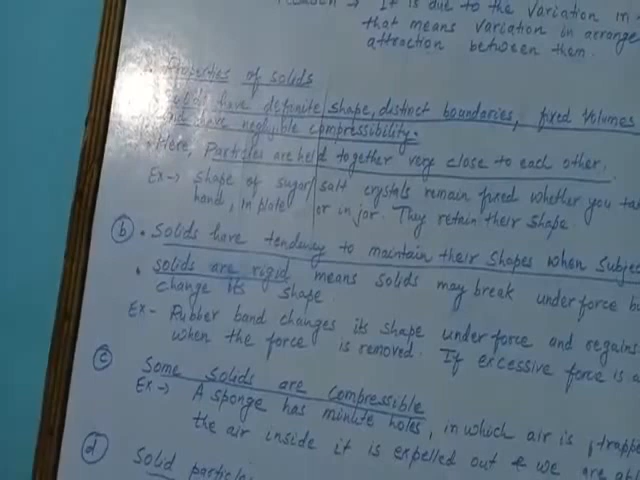 It is due to the variation in
that means variation in arrange
attraction between them.
Properties of solids
have definite shape, distinct boundaries, fixed volumes
and have negligible compressibility.
Here, Particles are held together very close to each other.
Ex → shape of sugar/salt crystals remain fixed whether you
hand, in plate or in jar. They retain their shape
(b) • Solids have tendency to maintain their shapes when subjec
• Solids are rigid means solids may break under force bu
change its shape.
Ex- Rubber band changes its shape under force and regains
when the force is removed. If excessive force is a
(c) Some solids are compressible
Ex → A sponge has minute holes, in which air is trappe
the air inside it is expelled out & we are
(d) Solid particle